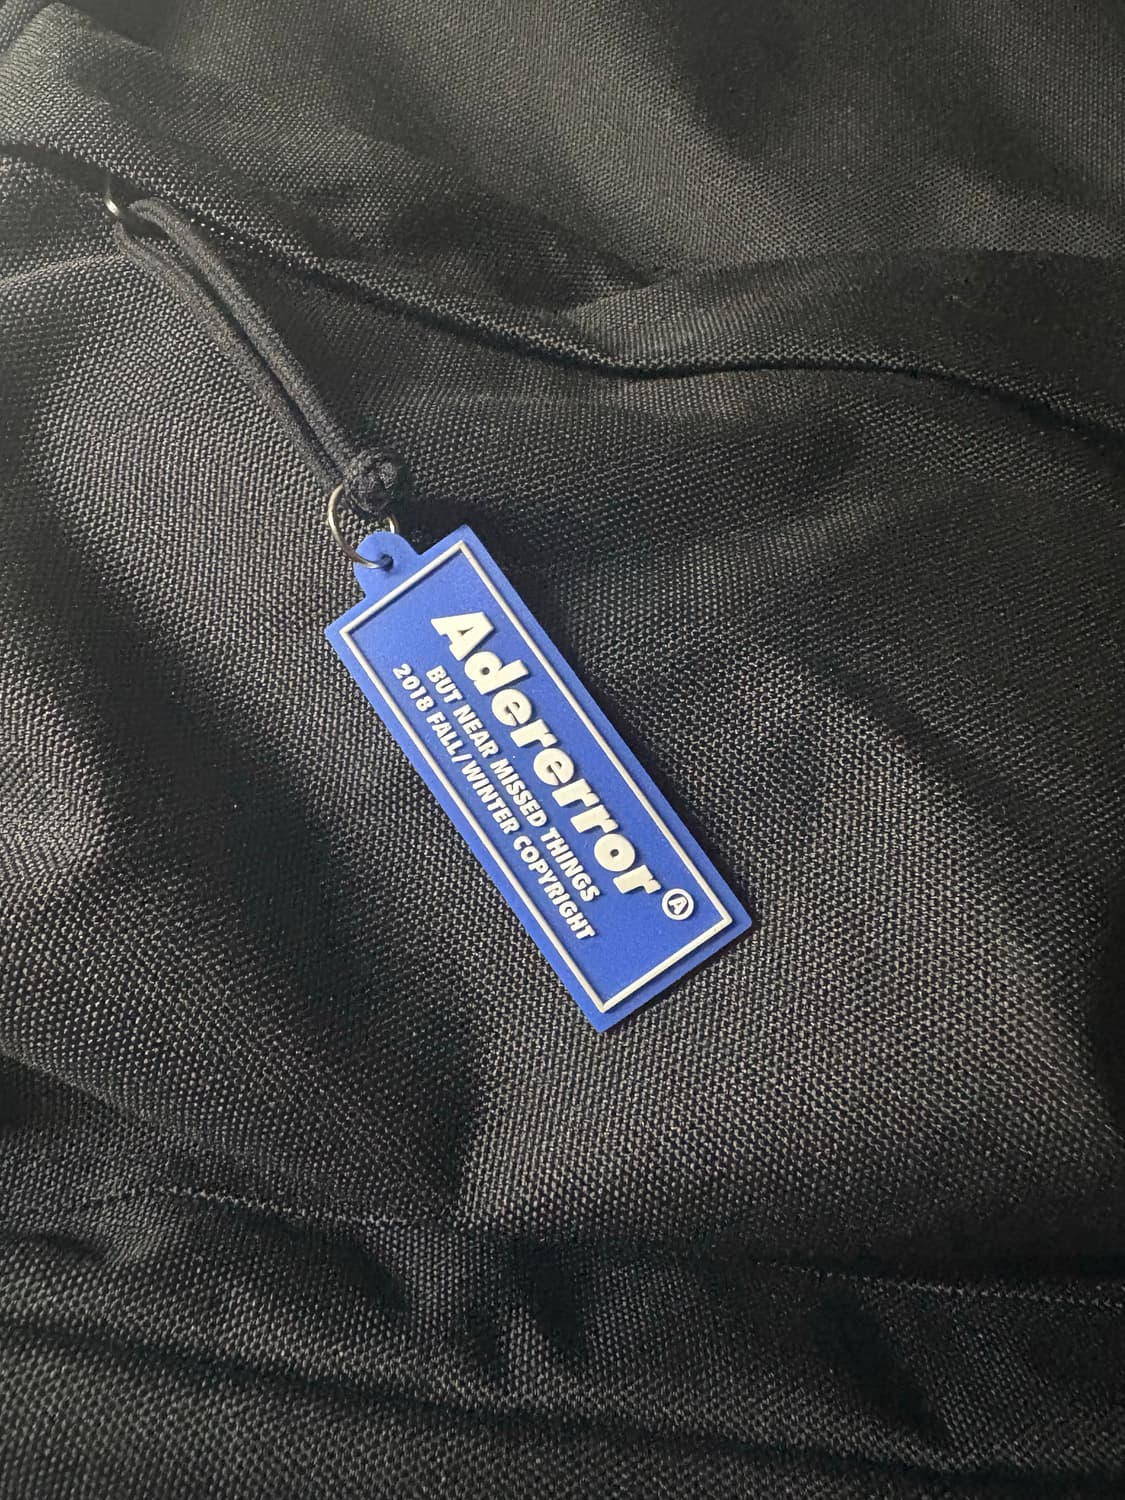 Adererror Ⓐ
BUT NEAR MISSED THINGS
2018 FALL/WINTER COPYRIGHT